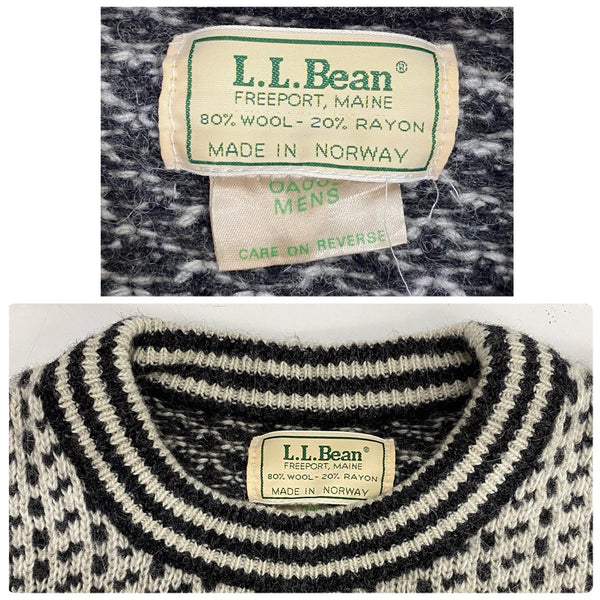 L.L.Bean®
FREEPORT, MAINE
80% WOOL - 20% RAYON
MADE IN NORWAY
MENS
CARE ON REVERSE
L.L.Bean®
FREEPORT, MAINE
80% WOOL - 20% RAYON
MADE IN NORWAY